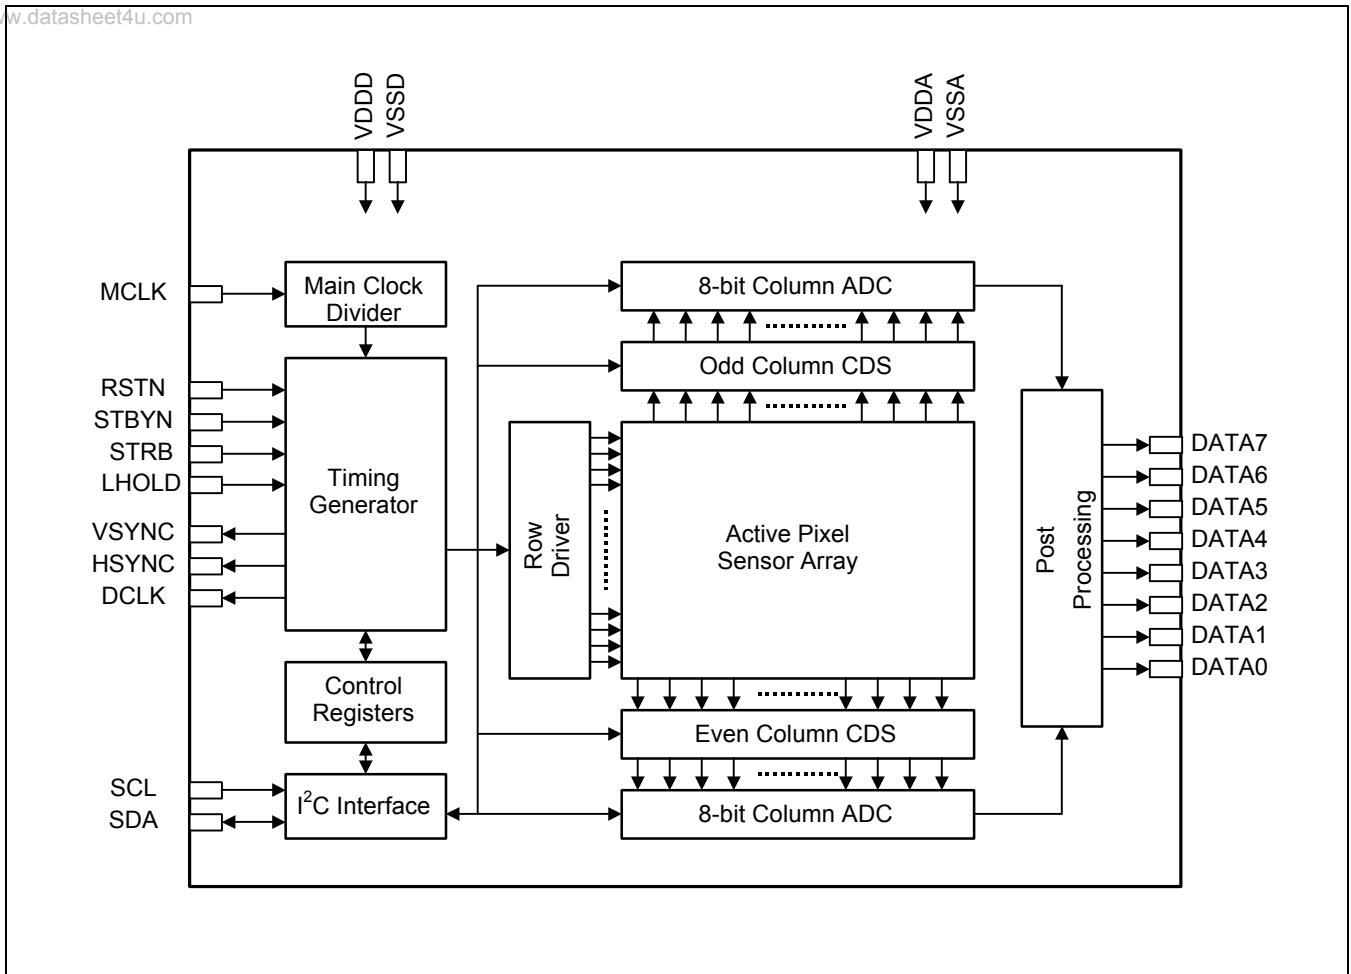 w.datasheet4u.com
VDDD
VSSD
VDDA
VSSA
MCLK
Main Clock
Divider
8-bit Column ADC
Odd Column CDS
RSTN
STBYN
STRB
LHOLD
VSYNC
HSYNC
DCLK
Timing
Generator
Row
Driver
Active Pixel
Sensor Array
Post
Processing
DATA7
DATA6
DATA5
DATA4
DATA3
DATA2
DATA1
DATA0
Control
Registers
Even Column CDS
SCL
SDA
I²C Interface
8-bit Column ADC